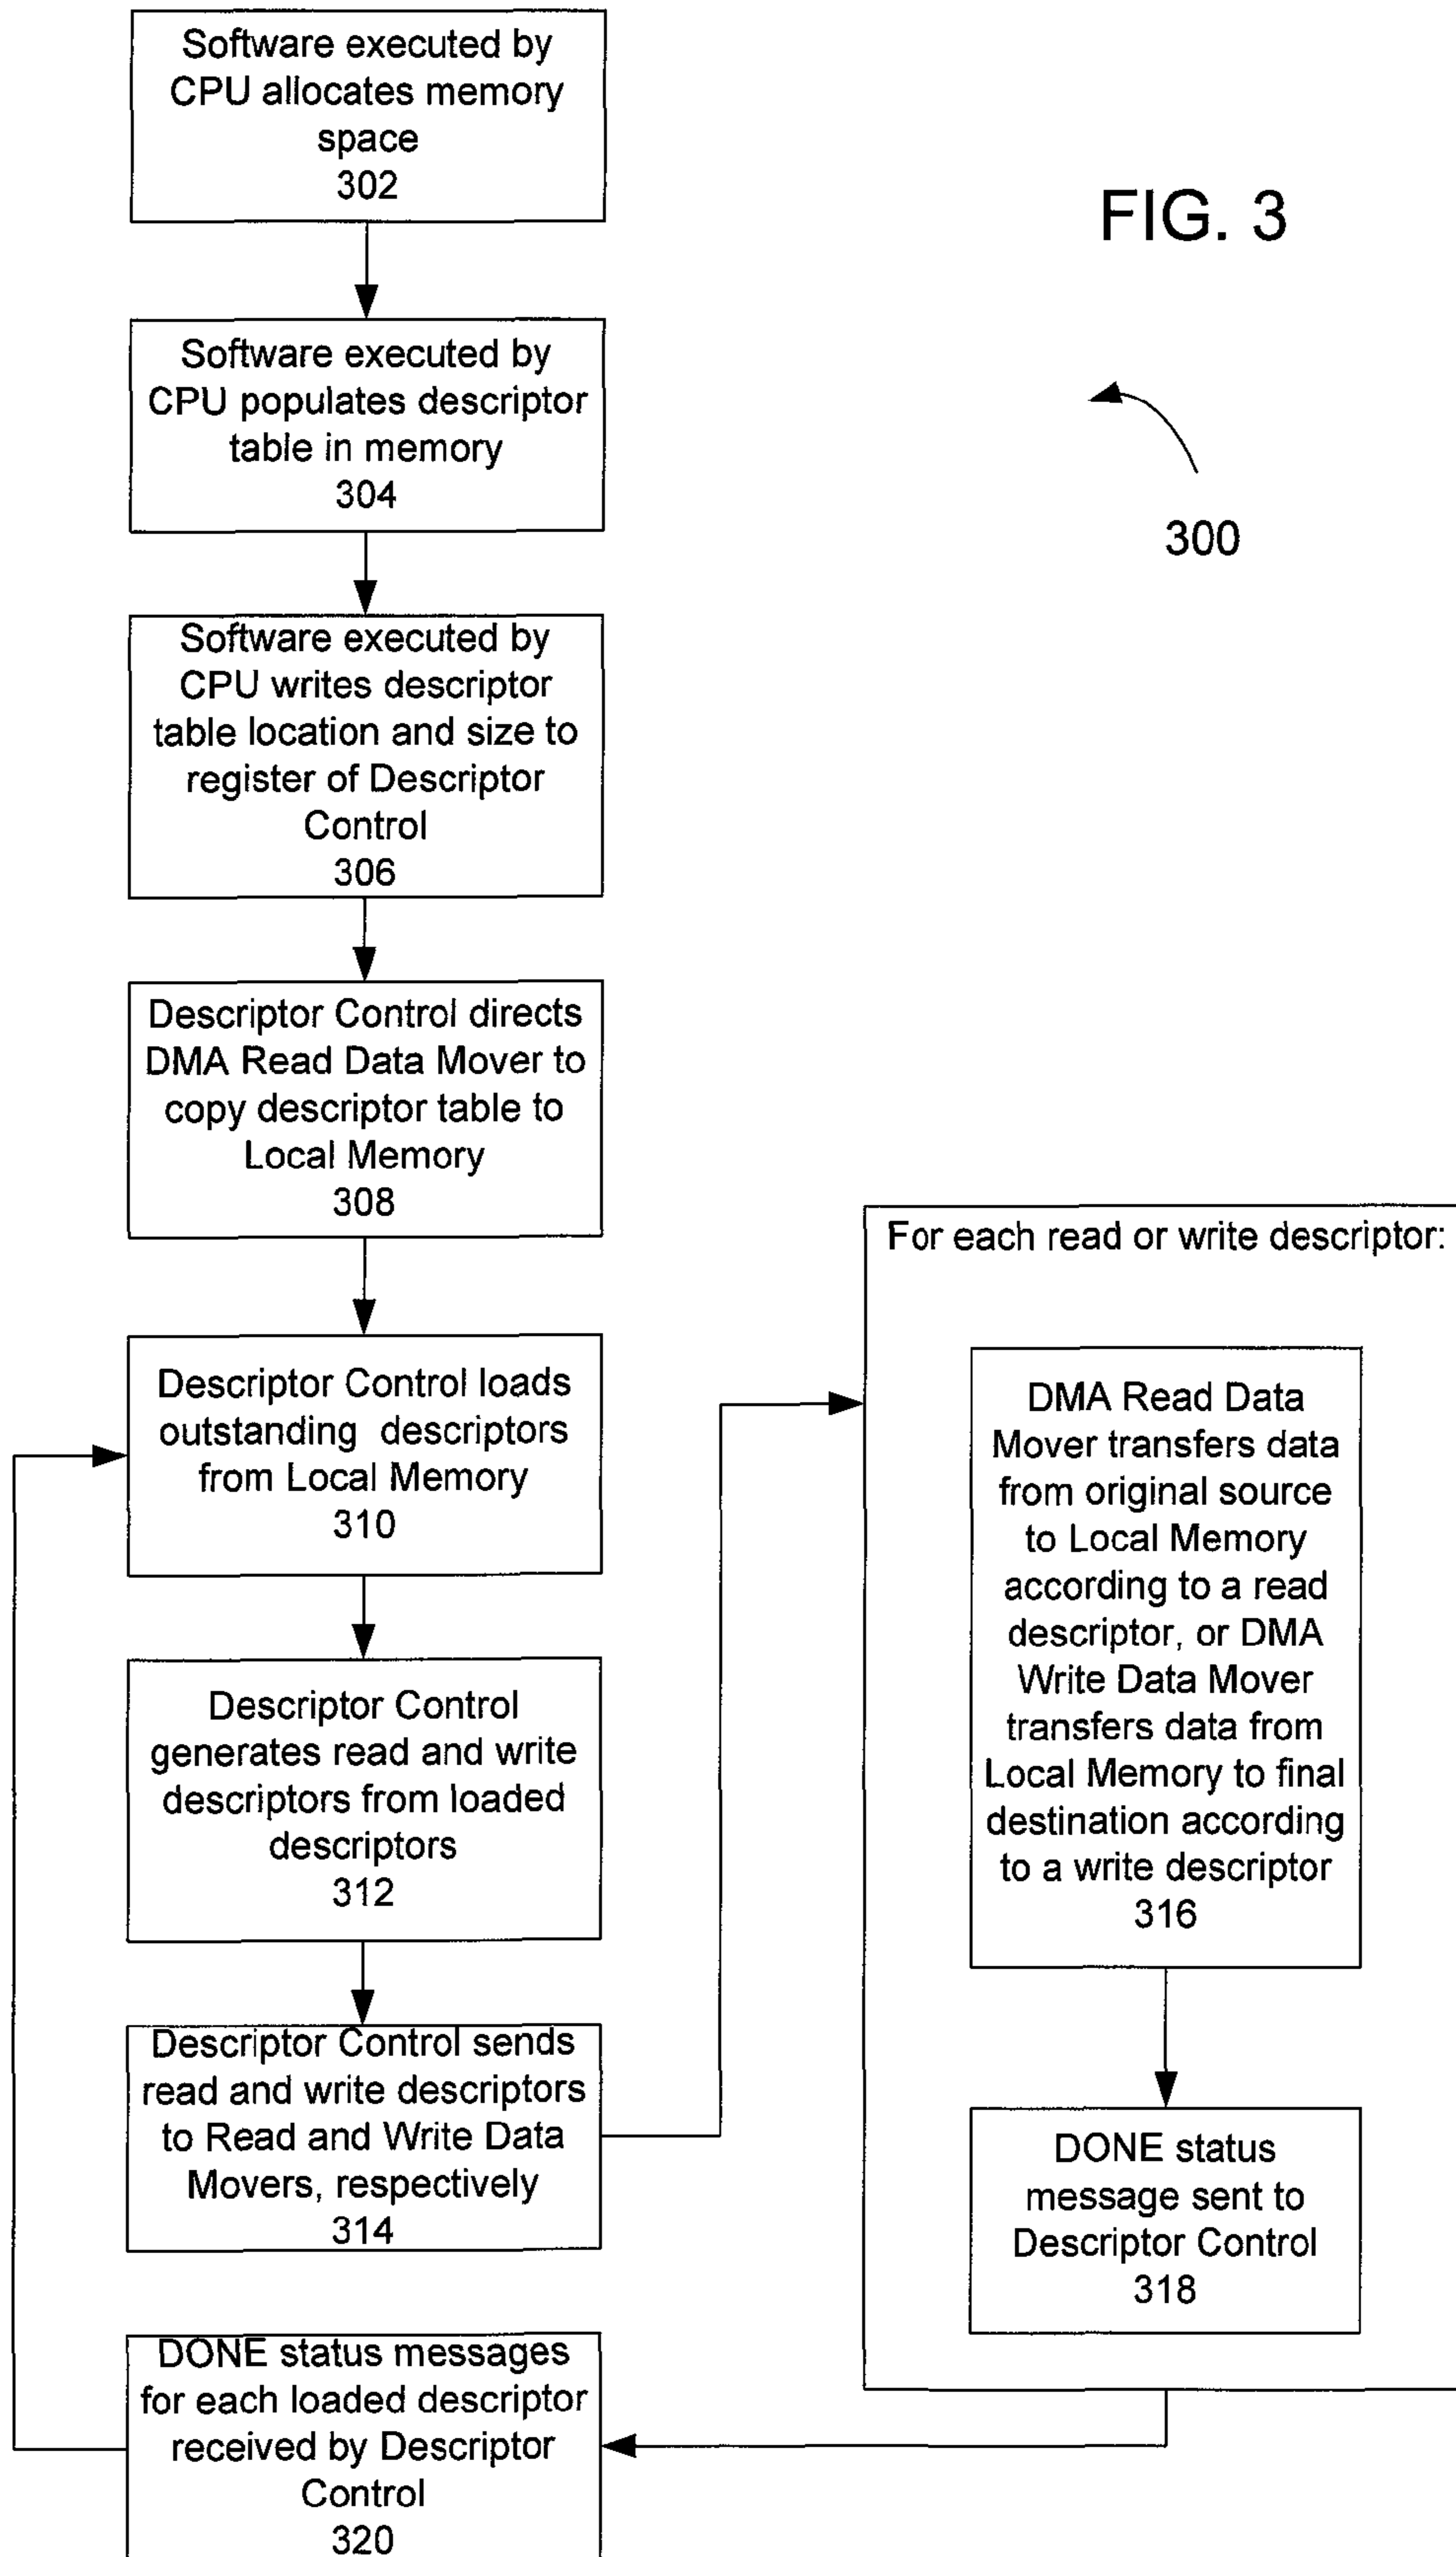 Software executed by
CPU allocates memory
space
302
FIG. 3
Software executed by
CPU populates descriptor
table in memory
304
300
Software executed by
CPU writes descriptor
table location and size to
register of Descriptor
Control
306
Descriptor Control directs
DMA Read Data Mover to
copy descriptor table to
Local Memory
308
Descriptor Control loads
outstanding descriptors
from Local Memory
310
Descriptor Control
generates read and write
descriptors from loaded
descriptors
312
Descriptor Control sends
read and write descriptors
to Read and Write Data
Movers, respectively
314
For each read or write descriptor:
DMA Read Data
Mover transfers data
from original source
to Local Memory
according to a read
descriptor, or DMA
Write Data Mover
transfers data from
Local Memory to final
destination according
to a write descriptor
316
DONE status
message sent to
Descriptor Control
318
DONE status messages
for each loaded descriptor
received by Descriptor
Control
320